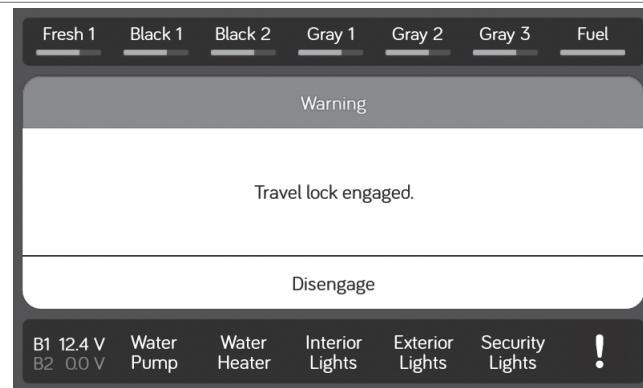 Fresh 1 Black 1 Black 2 Gray 1 Gray 2 Gray 3 Fuel
Warning
Travel lock engaged.
Disengage
B1 12.4 V Water Water Interior Exterior Security !
B2 0.0 V Pump Heater Lights Lights Lights